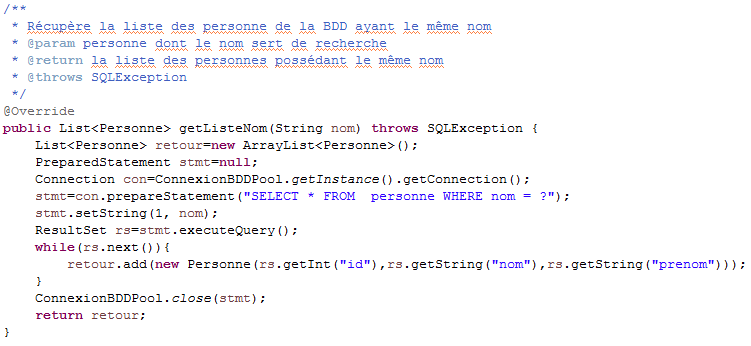 /**
 * Récupère la liste des personne de la BDD ayant le même nom
 * @param personne dont le nom sert de recherche
 * @return la liste des personnes possédant le même nom
 * @throws SQLException
 */
@Override
public List<Personne> getListeNom(String nom) throws SQLException {
    List<Personne> retour=new ArrayList<Personne>();
    PreparedStatement stmt=null;
    Connection con=ConnexionBDDPool.getInstance().getConnection();
    stmt=con.prepareStatement("SELECT * FROM  personne WHERE nom = ?");
    stmt.setString(1, nom);
    ResultSet rs=stmt.executeQuery();
    while(rs.next()){
        retour.add(new Personne(rs.getInt("id"),rs.getString("nom"),rs.getString("prenom")));
    }
    ConnexionBDDPool.close(stmt);
    return retour;
}